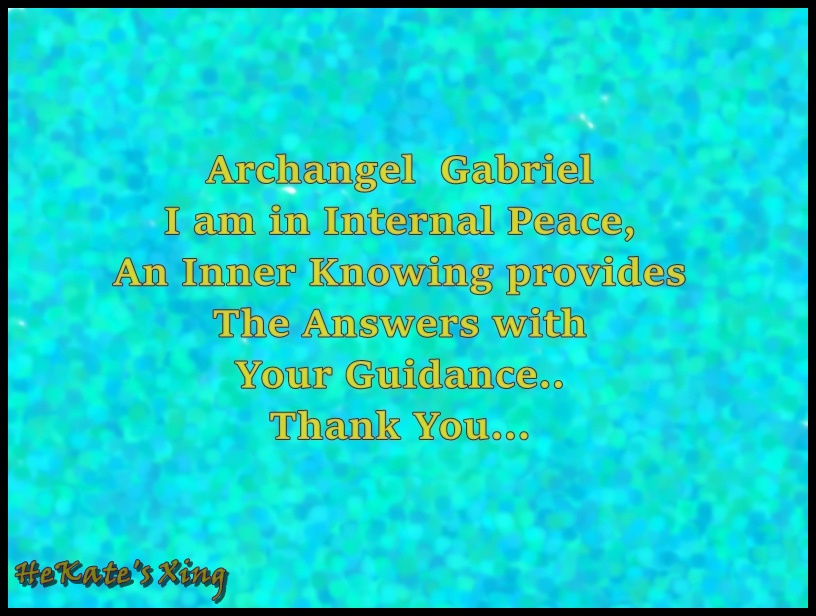 Archangel  Gabriel
I am in Internal Peace,
An Inner Knowing provides
The Answers with
Your Guidance..
Thank You...
HeKate's Xing